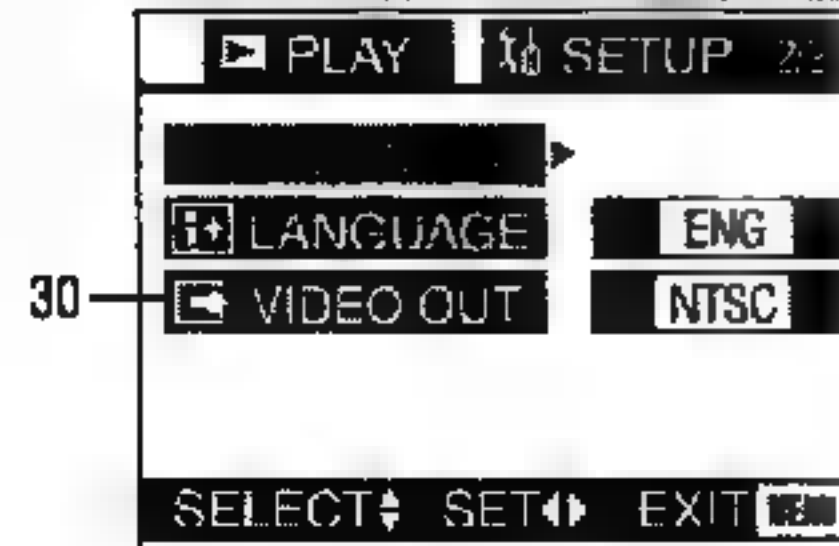 PLAY SETUP 2/2
LANGUAGE ENG
30 VIDEO OUT NTSC
SELECT SET EXIT